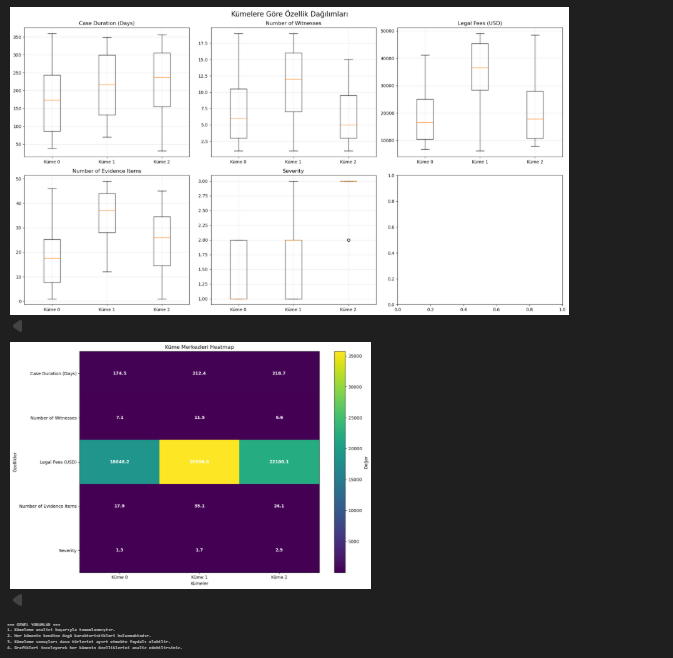 Kümelere Göre Özellik Dağılımları
Case Duration (Days)
350
300
250
200
150
100
50
Küme 0 Küme 1 Küme 2
Number of Witnesses
17.5
15.0
12.5
10.0
7.5
5.0
2.5
Küme 0 Küme 1 Küme 2
Legal Fees (USD)
50000
40000
30000
20000
10000
Küme 0 Küme 1 Küme 2
Number of Evidence Items
50
40
30
20
10
0
Küme 0 Küme 1 Küme 2
Severity
3.00
2.75
2.50
2.25
2.00
1.75
1.50
1.25
1.00
Küme 0 Küme 1 Küme 2
1.0
0.8
0.6
0.4
0.2
0.0
0.0 0.2 0.4 0.6 0.8 1.0
Küme Merkezleri Heatmap
Case Duration (Days) 174.5 212.4 218.7
Number of Witnesses 7.1 11.5 6.6
Legal Fees (USD) 18648.2 22180.1
Number of Evidence Items 17.9 35.1 24.1
Severity 1.3 1.7 2.9
Küme 0 Küme 1 Küme 2
Kümeler
Özellikler
35000
30000
25000
20000
15000
10000
5000
Değer
=== GENEL YORUMLAR ===
1. Kümeleme analizi başarıyla tamamlanmıştır.
2. Her kümenin kendine özgü karakteristikleri bulunmaktadır.
3. Kümeleme sonuçları dava türlerini ayırt etmekte faydalı olabilir.
4. Grafikleri inceleyerek her kümenin özelliklerini analiz edebilirsiniz.